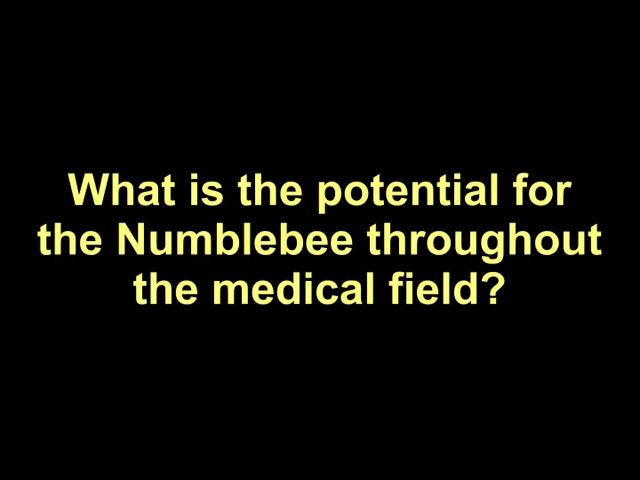 What is the potential for
the Numblebee throughout
the medical field?